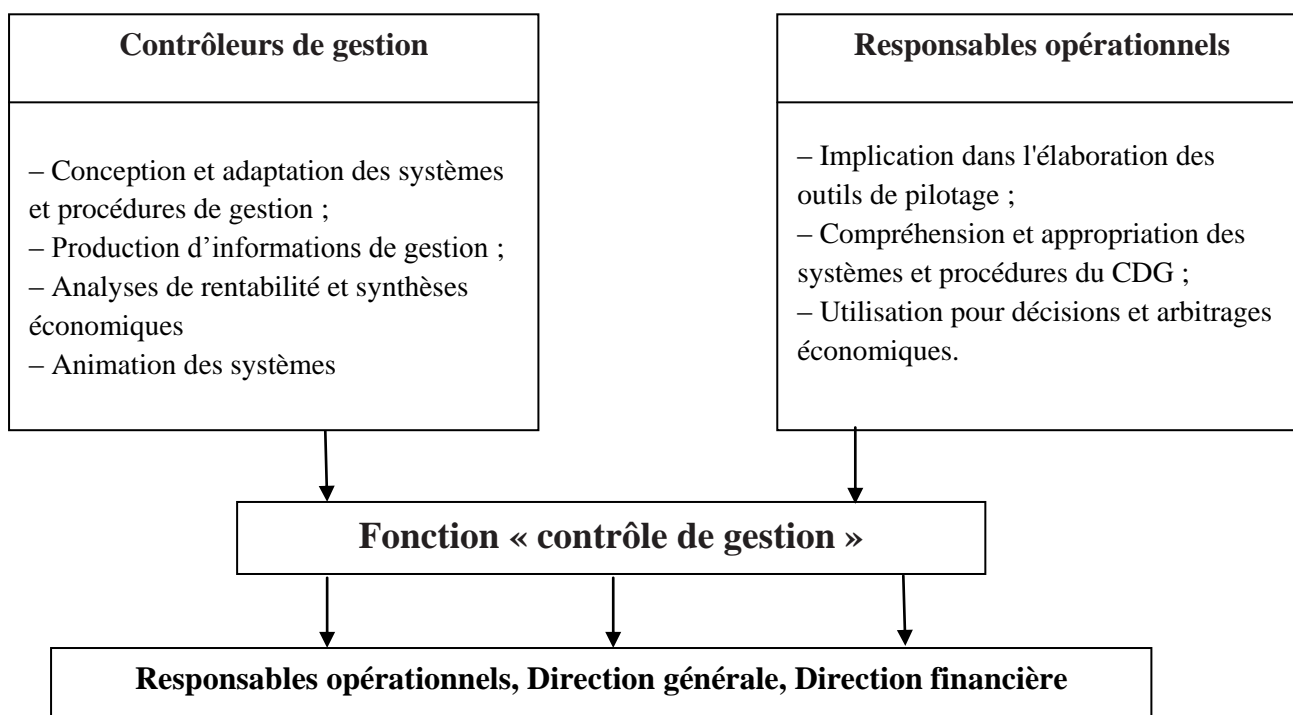 Contrôleurs de gestion
– Conception et adaptation des systèmes
et procédures de gestion ;
– Production d’informations de gestion ;
– Analyses de rentabilité et synthèses
économiques
– Animation des systèmes
Responsables opérationnels
– Implication dans l'élaboration des
outils de pilotage ;
– Compréhension et appropriation des
systèmes et procédures du CDG ;
– Utilisation pour décisions et arbitrages
économiques.
Fonction « contrôle de gestion »
Responsables opérationnels, Direction générale, Direction financière